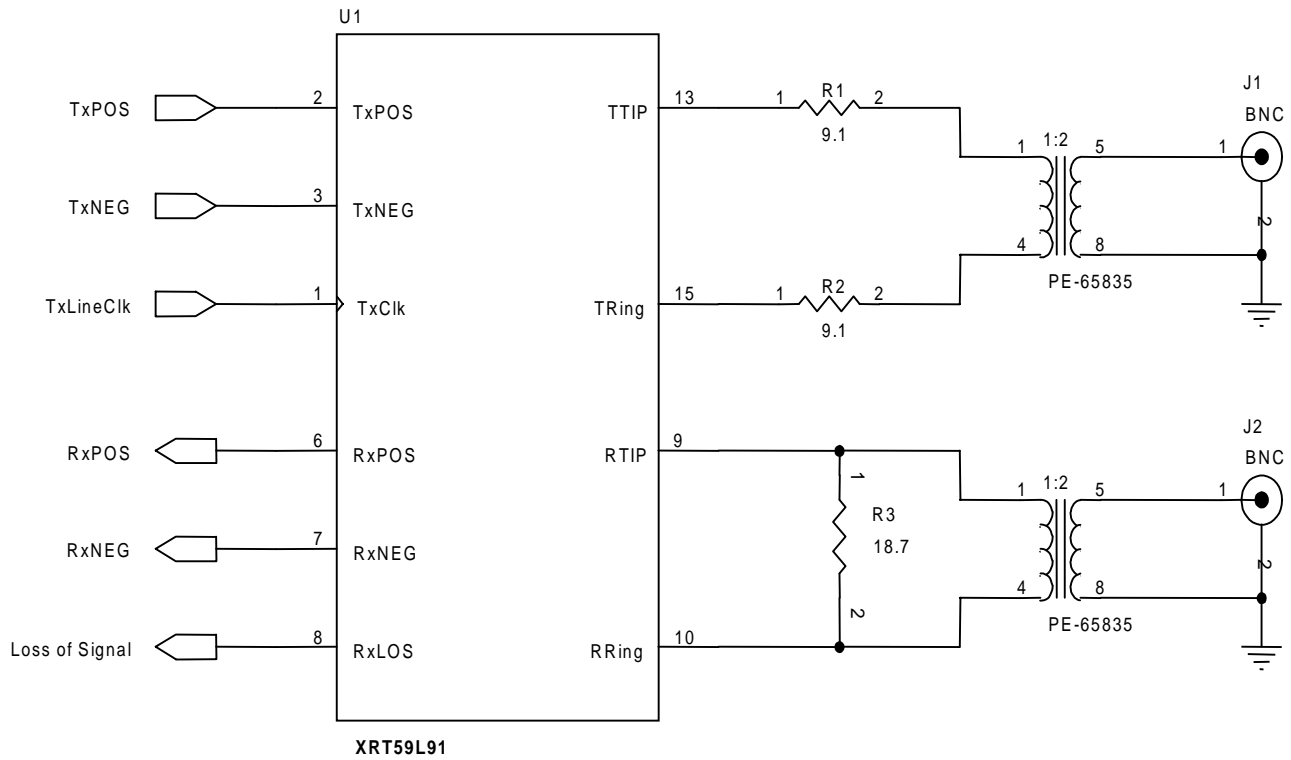 U1
TxPOS 2 TxPOS TTIP 13 1 R1 2
9.1
J1
BNC
1 1:2 5 1
TxNEG 3 TxNEG
4 8 2
PE-65835
TxLineClk 1 TxClk TRing 15 1 R2 2
9.1
RxPOS 6 RxPOS RTIP 9
J2
BNC
1 1:2 5 1
1
R3
18.7
2
RxNEG 7 RxNEG
4 8 2
PE-65835
Loss of Signal 8 RxLOS RRing 10
XRT59L91